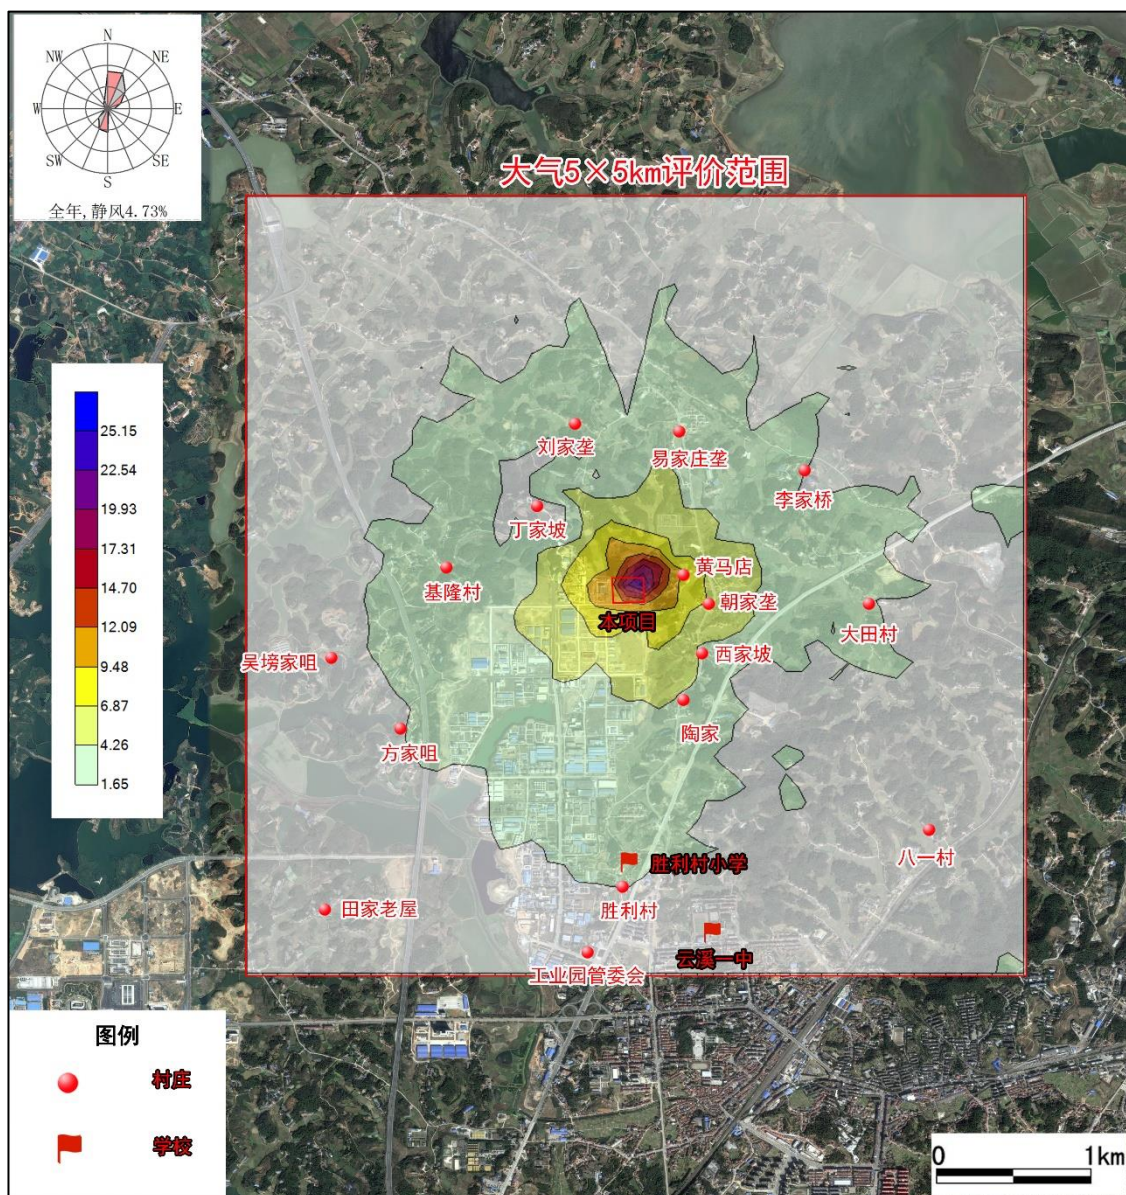 N
NW
NE
W
E
SW
SE
S
全年,静风4.73%
大气5×5km评价范围
25.15
22.54
19.93
17.31
14.70
12.09
9.48
6.87
4.26
1.65
刘家垄
易家庄垄
李家桥
丁家坡
黄马店
基隆村
朝家垄
大田村
本项目
西家坡
吴塝家咀
陶家
方家咀
八一村
胜利村小学
田家老屋
胜利村
云溪一中
工业园管委会
图例
村庄
学校
0 1km